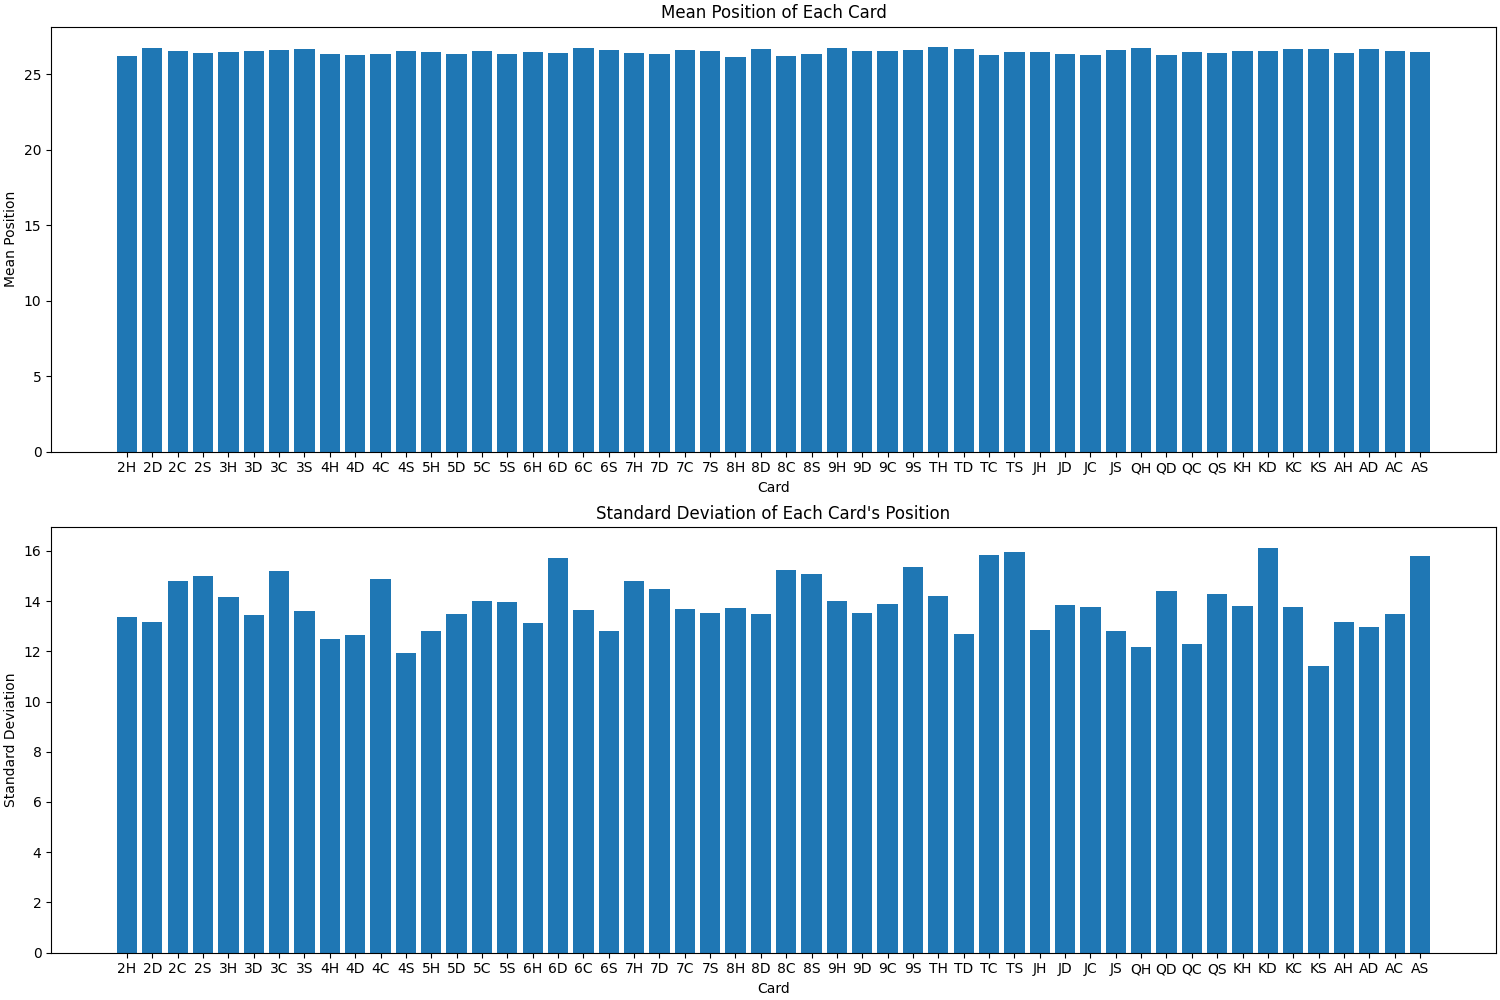 Mean Position of Each Card
Mean Position
25
20
15
10
5
0
2H 2D 2C 2S 3H 3D 3C 3S 4H 4D 4C 4S 5H 5D 5C 5S 6H 6D 6C 6S 7H 7D 7C 7S 8H 8D 8C 8S 9H 9D 9C 9S TH TD TC TS JH JD JC JS QH QD QC QS KH KD KC KS AH AD AC AS
Card
Standard Deviation of Each Card's Position
Standard Deviation
16
14
12
10
8
6
4
2
0
2H 2D 2C 2S 3H 3D 3C 3S 4H 4D 4C 4S 5H 5D 5C 5S 6H 6D 6C 6S 7H 7D 7C 7S 8H 8D 8C 8S 9H 9D 9C 9S TH TD TC TS JH JD JC JS QH QD QC QS KH KD KC KS AH AD AC AS
Card